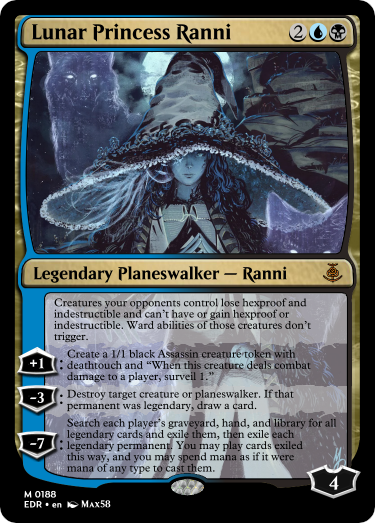 Lunar Princess Ranni 2
Legendary Planeswalker — Ranni
Creatures your opponents control lose hexproof and
indestructible and can't have or gain hexproof or
indestructible. Ward abilities of those creatures don't
trigger.
+1: Create a 1/1 black Assassin creature token with
deathtouch and "When this creature deals combat
damage to a player, surveil 1."
-3: Destroy target creature or planeswalker. If that
permanent was legendary, draw a card.
-7: Search each player's graveyard, hand, and library for all
legendary cards and exile them, then exile each
legendary permanent. You may play cards exiled
this way, and you may spend mana as if it were
mana of any type to cast them.
4
M 0188
EDR • en Max58